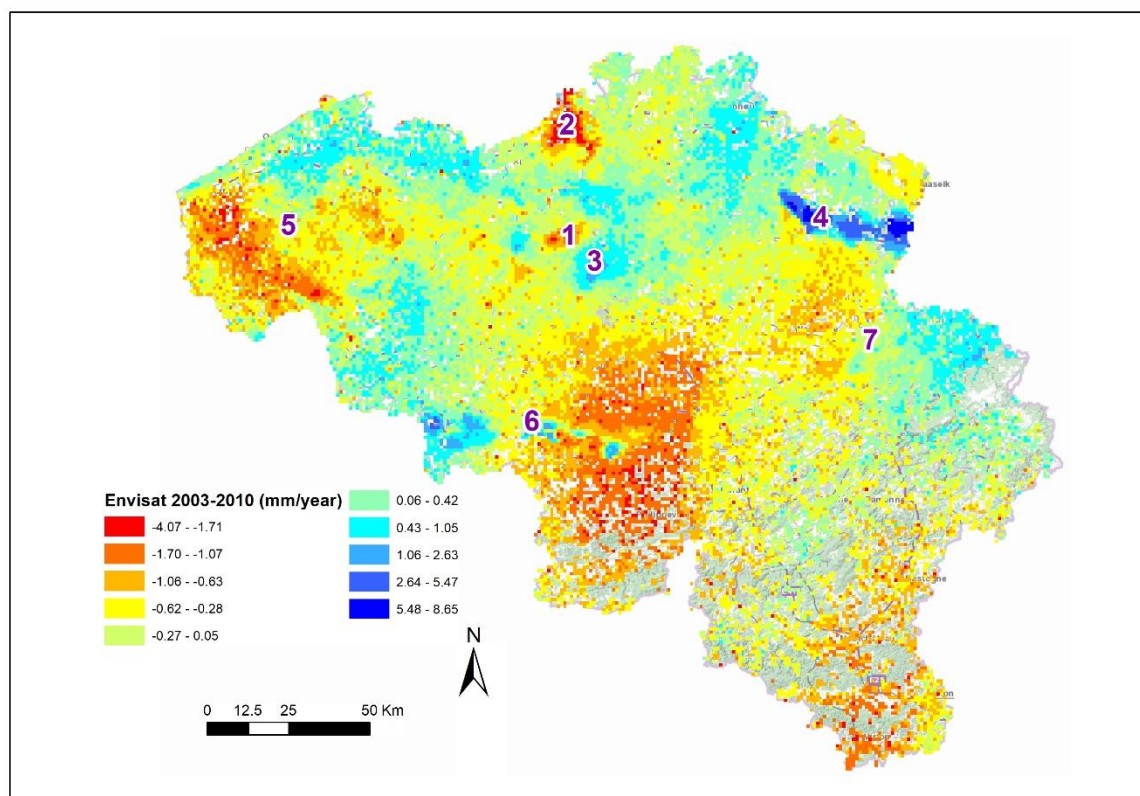 2
aaseik
4
5
1
3
7
6
Envisat 2003-2010 (mm/year)
-4.07 - -1.71
-1.70 - -1.07
-1.06 - -0.63
-0.62 - -0.28
-0.27 - 0.05
0.06 - 0.42
0.43 - 1.05
1.06 - 2.63
2.64 - 5.47
5.48 - 8.65
N
0 12.5 25 50 Km